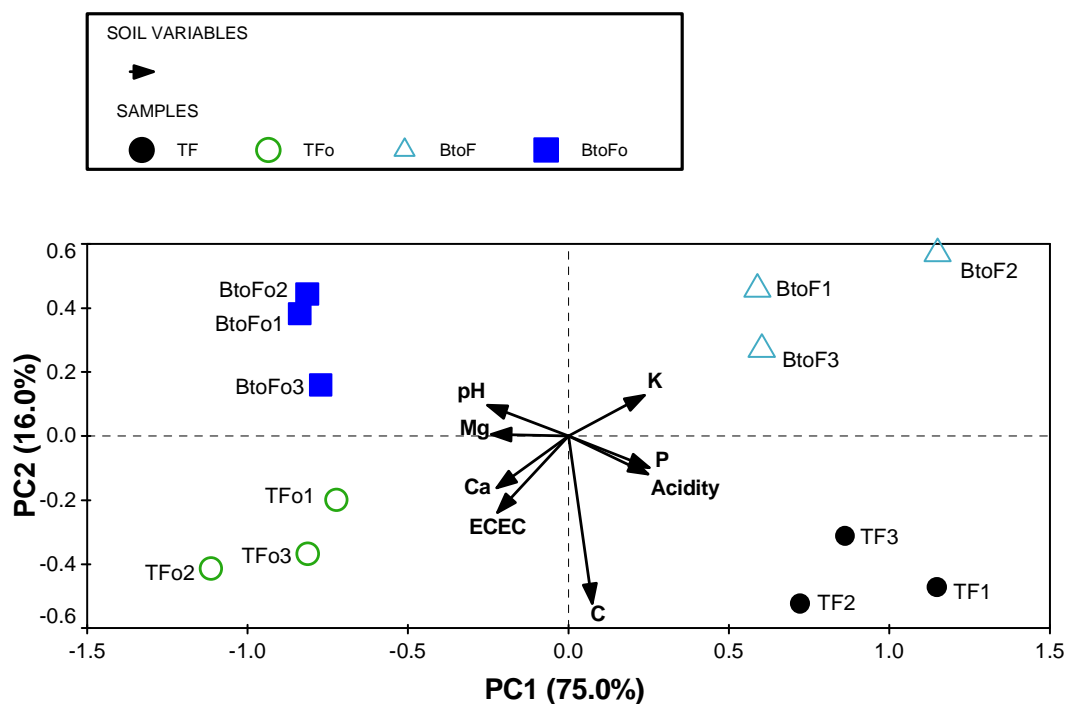 SOIL VARIABLES
SAMPLES
TF TFo BtoF BtoFo
0.6
BtoF2
BtoFo2 BtoF1
0.4
BtoFo1
BtoF3
0.2
BtoFo3 K
pH
PC2 (16.0%)
0.0 Mg
P
Ca Acidity
-0.2 TFo1
ECEC
TF3
TFo3
-0.4 TFo2
TF2 TF1
C
-0.6
-1.5 -1.0 -0.5 0.0 0.5 1.0 1.5
PC1 (75.0%)